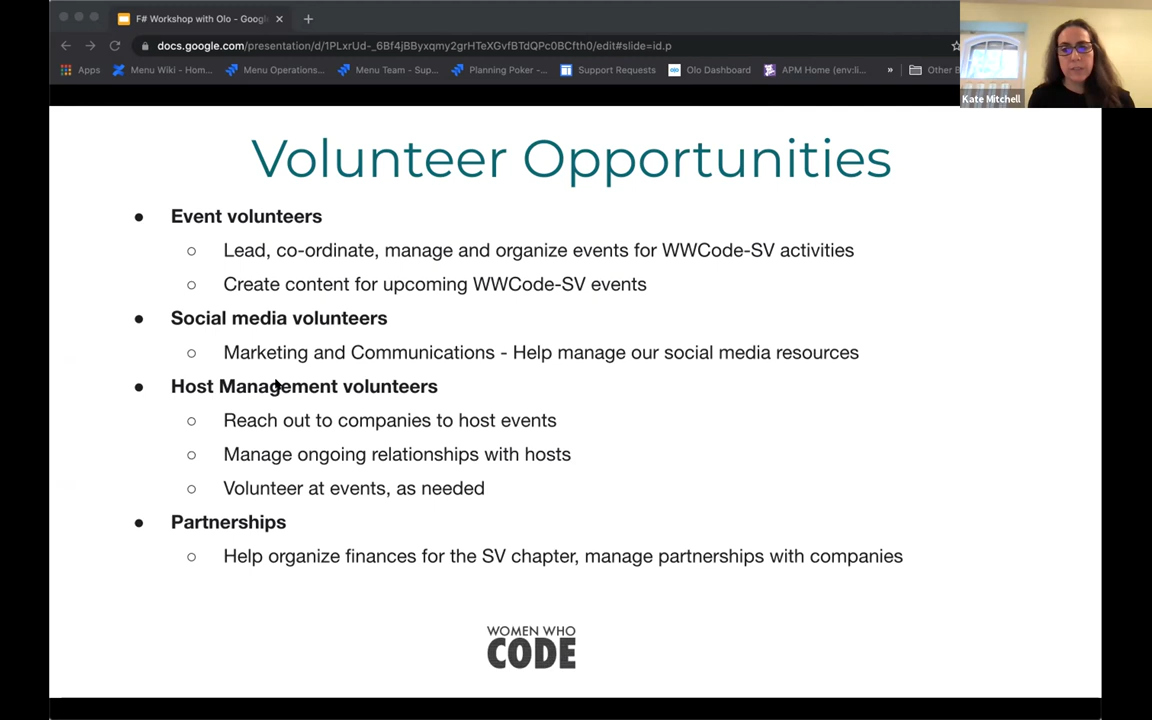 F# Workshop with Olo - Goog
docs.google.com/presentation/d/1PLxrUd-_6Bf4jBByxqmy2grHTeXGvfBTdQPc0BCfth0/edit#slide=id.p
Apps
Menu Wiki - Hom...
Menu Operations...
Menu Team - Sup...
Planning Poker -...
Support Requests
Olo Dashboard
APM Home (env:li...
»
Other B
Kate Mitchell
Volunteer Opportunities
● Event volunteers
○ Lead, co-ordinate, manage and organize events for WWCode-SV activities
○ Create content for upcoming WWCode-SV events
● Social media volunteers
○ Marketing and Communications - Help manage our social media resources
● Host Management volunteers
○ Reach out to companies to host events
○ Manage ongoing relationships with hosts
○ Volunteer at events, as needed
● Partnerships
○ Help organize finances for the SV chapter, manage partnerships with companies
WOMEN WHO
CODE